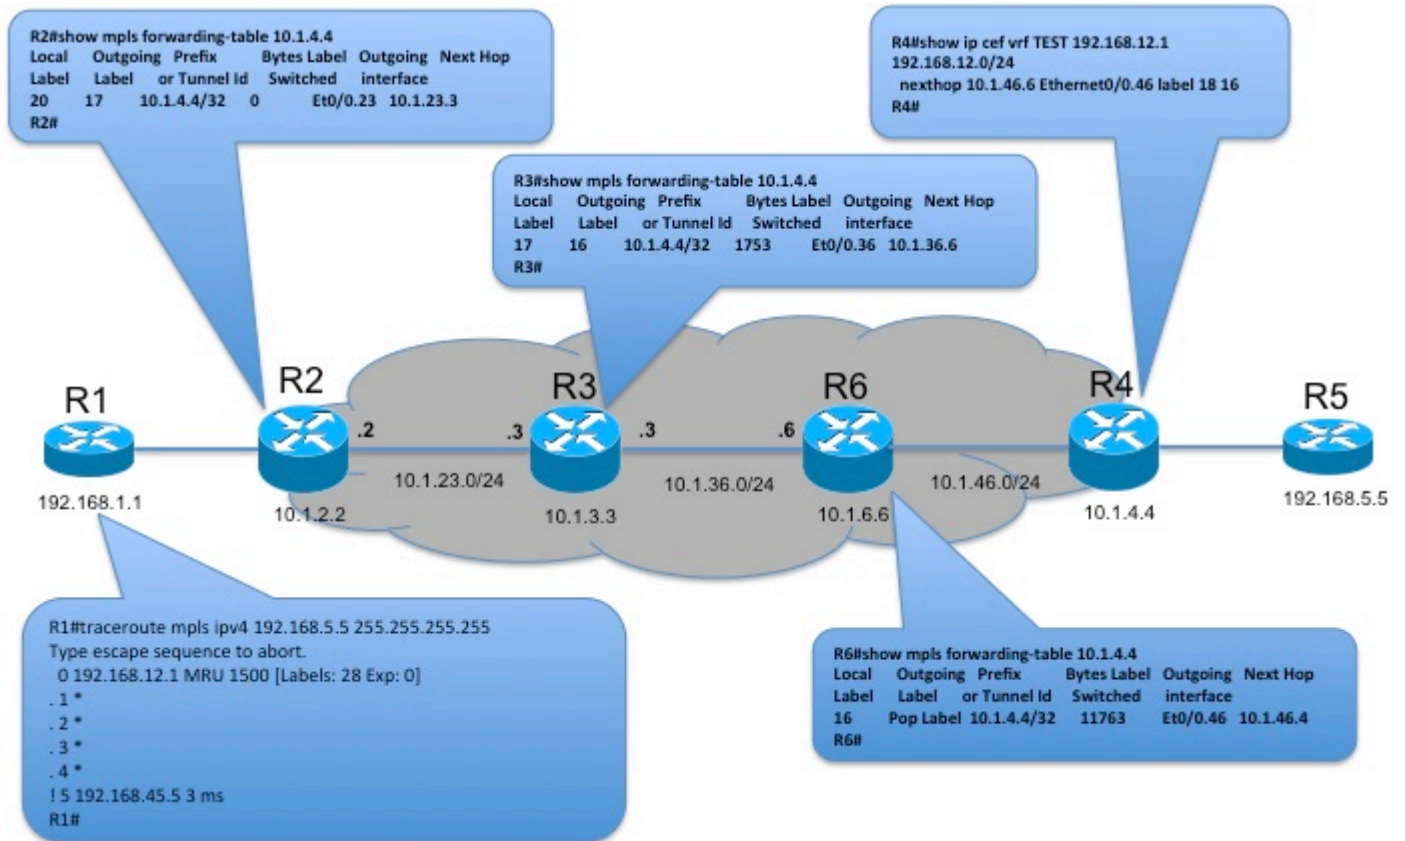 R2#show mpls forwarding-table 10.1.4.4
Local Outgoing Prefix Bytes Label Outgoing Next Hop
Label Label or Tunnel Id Switched interface
20 17 10.1.4.4/32 0 Et0/0.23 10.1.23.3
R2#
R4#show ip cef vrf TEST 192.168.12.1
192.168.12.0/24
nexthop 10.1.46.6 Ethernet0/0.46 label 18 16
R4#
R3#show mpls forwarding-table 10.1.4.4
Local Outgoing Prefix Bytes Label Outgoing Next Hop
Label Label or Tunnel Id Switched interface
17 16 10.1.4.4/32 1753 Et0/0.36 10.1.36.6
R3#
R1
R2
R3
R6
R4
R5
.2
.3
.3
.6
10.1.23.0/24
10.1.36.0/24
10.1.46.0/24
192.168.1.1
10.1.2.2
10.1.3.3
10.1.6.6
10.1.4.4
192.168.5.5
R1#traceroute mpls ipv4 192.168.5.5 255.255.255.255
Type escape sequence to abort.
0 192.168.12.1 MRU 1500 [Labels: 28 Exp: 0]
. 1 *
. 2 *
. 3 *
. 4 *
! 5 192.168.45.5 3 ms
R1#
R6#show mpls forwarding-table 10.1.4.4
Local Outgoing Prefix Bytes Label Outgoing Next Hop
Label Label or Tunnel Id Switched interface
16 Pop Label 10.1.4.4/32 11763 Et0/0.46 10.1.46.4
R6#